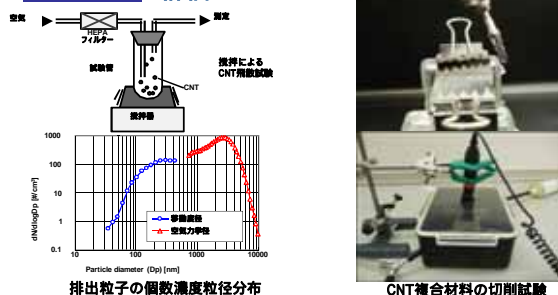 空気
HEPA
フィルター
測定
試験管
攪拌による
CNT飛散試験
CNT
攪拌器
1000
100
10
1
0.1
dN/dlogDp [#/cm³]
移動度径
空気力学径
10
100
1000
10000
Particle diameter (Dp) [nm]
排出粒子の個数濃度粒径分布
CNT複合材料の切削試験